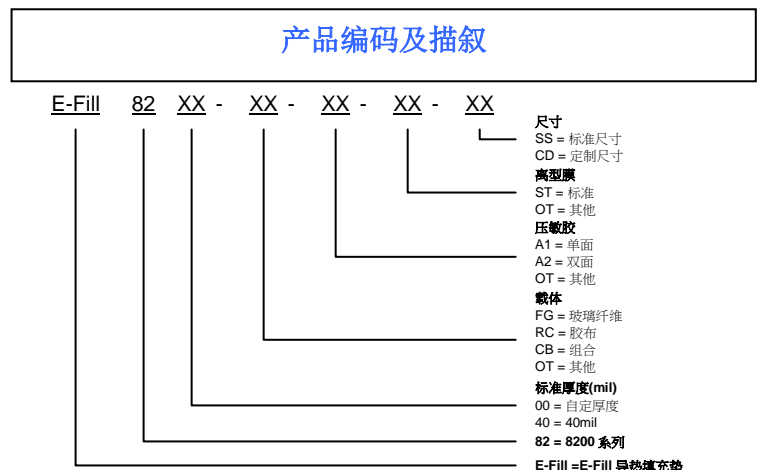 产品编码及描叙
E-Fill 82 XX - XX - XX - XX - XX
尺寸
SS = 标准尺寸
CD = 定制尺寸
离型膜
ST = 标准
OT = 其他
压敏胶
A1 = 单面
A2 = 双面
OT = 其他
载体
FG = 玻璃纤维
RC = 胶布
CB = 组合
OT = 其他
标准厚度(mil)
00 = 自定厚度
40 = 40mil
82 = 8200 系列
E-Fill =E-Fill 导热填充垫